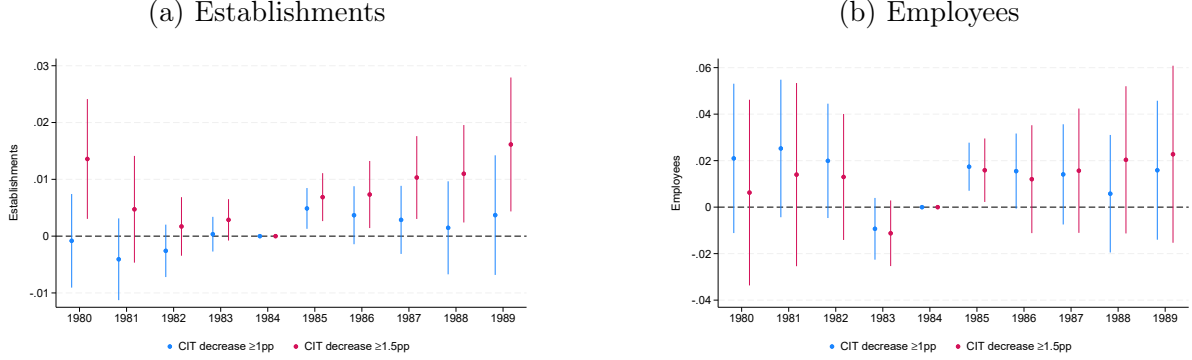 (a) Establishments
.03
.02
.01
0
-.01
Establishments
1980 1981 1982 1983 1984 1985 1986 1987 1988 1989
CIT decrease ≥1pp CIT decrease ≥1.5pp
(b) Employees
.06
.04
.02
0
-.02
-.04
Employees
1980 1981 1982 1983 1984 1985 1986 1987 1988 1989
CIT decrease ≥1pp CIT decrease ≥1.5pp